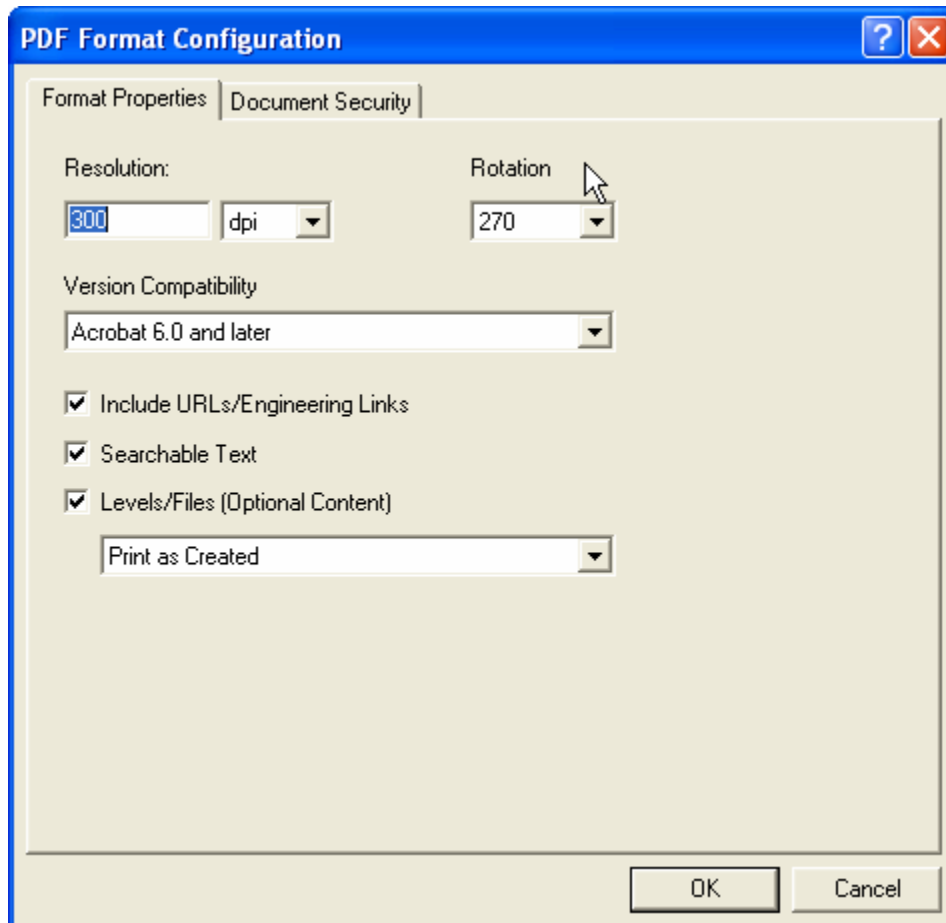 PDF Format Configuration
?
Format Properties Document Security
Resolution: Rotation
300 dpi 270
Version Compatibility
Acrobat 6.0 and later
Include URLs/Engineering Links
Searchable Text
Levels/Files (Optional Content)
Print as Created
OK Cancel